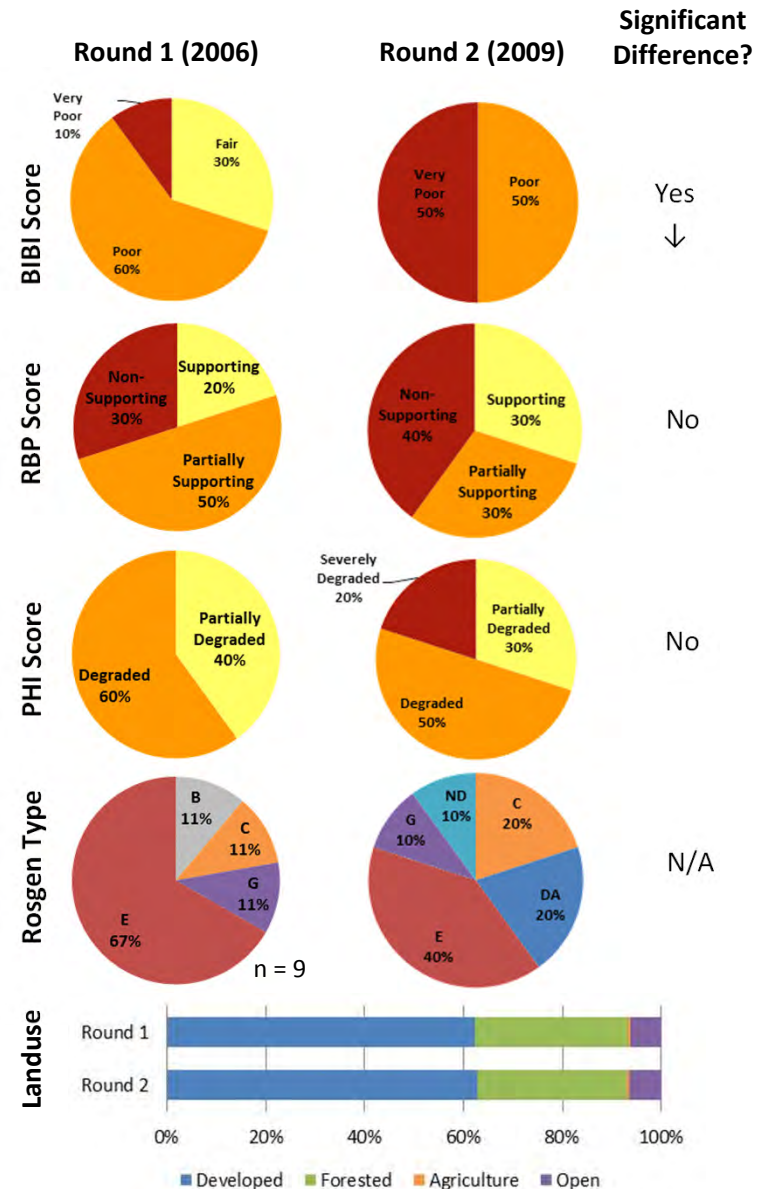 Significant
Difference?
Round 1 (2006)
Round 2 (2009)
BIBI Score
Very
Poor
10%
Fair
30%
Poor
60%
Very
Poor
50%
Poor
50%
Yes
↓
RBP Score
Non-
Supporting
30%
Supporting
20%
Partially
Supporting
50%
Non-
Supporting
40%
Supporting
30%
Partially
Supporting
30%
No
PHI Score
Degraded
60%
Partially
Degraded
40%
Severely
Degraded
20%
Partially
Degraded
30%
Degraded
50%
No
Rosgen Type
B
11%
C
11%
G
11%
E
67%
n = 9
ND
10%
C
20%
G
10%
DA
20%
E
40%
N/A
Landuse
Round 1
Round 2
0% 20% 40% 60% 80% 100%
Developed Forested Agriculture Open